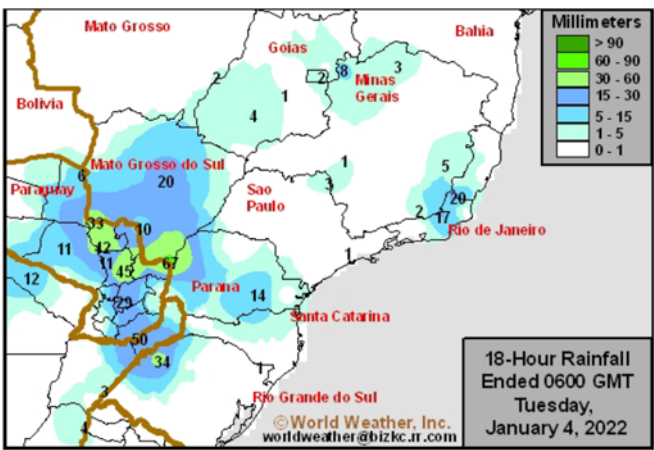 Mato Grosso
Bahia
Goias
Millimeters
> 90
60 - 90
30 - 60
15 - 30
5 - 15
1 - 5
0 - 1
2
2
8
3
Minas
Gerais
Bolivia
1
4
Mato Grosso do Sul
6
20
1
5
Paraguay
3
Sao
Paulo
20
2
17
33
10
Rio de Janeiro
11
42
11
45
67
1
12
Parana
14
29
Santa Catarina
50
34
1
3
Rio Grande do Sul
4
18-Hour Rainfall
Ended 0600 GMT
Tuesday,
January 4, 2022
©World Weather, Inc.
worldweather@bizkc.rr.com